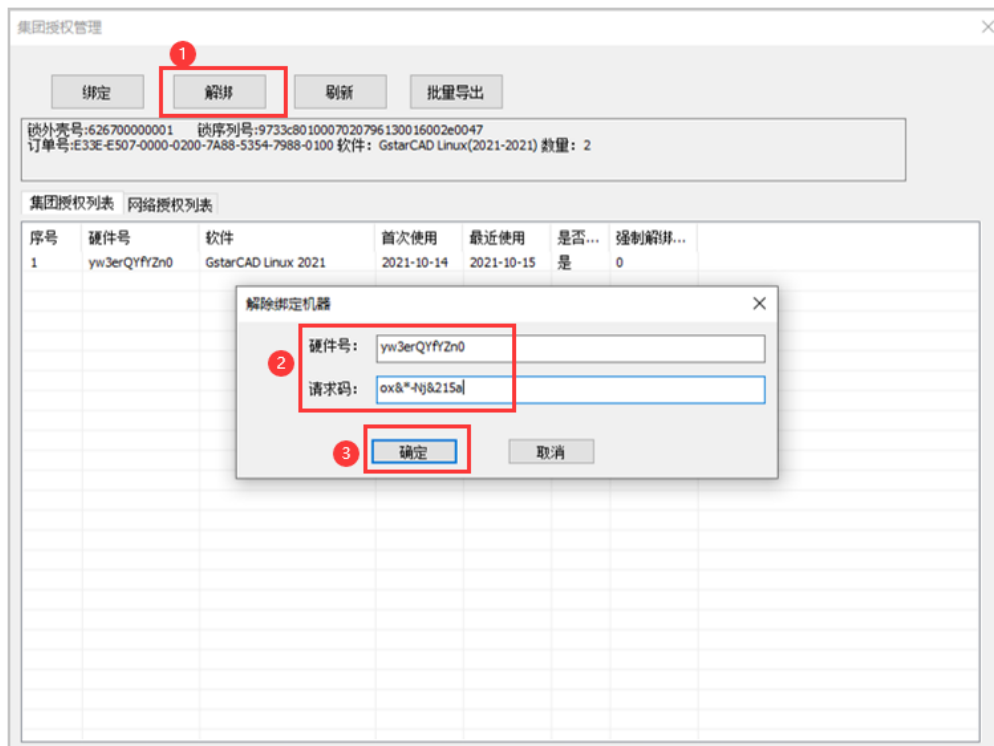 集团授权管理
1
绑定 解绑 刷新 批量导出
锁外壳号:626700000001 锁序列号:9733c8010007020796130016002e0047
订单号:E33E-E507-0000-0200-7A88-5354-7988-0100 软件: GstarCAD Linux(2021-2021) 数量: 2
集团授权列表 网络授权列表
序号 硬件号 软件 首次使用 最近使用 是否... 强制解绑...
1 yw3erQYfYZn0 GstarCAD Linux 2021 2021-10-14 2021-10-15 是 0
解除绑定机器
2
硬件号: yw3erQYfYZn0
请求码: ox&*-Nj&215a
3
确定 取消